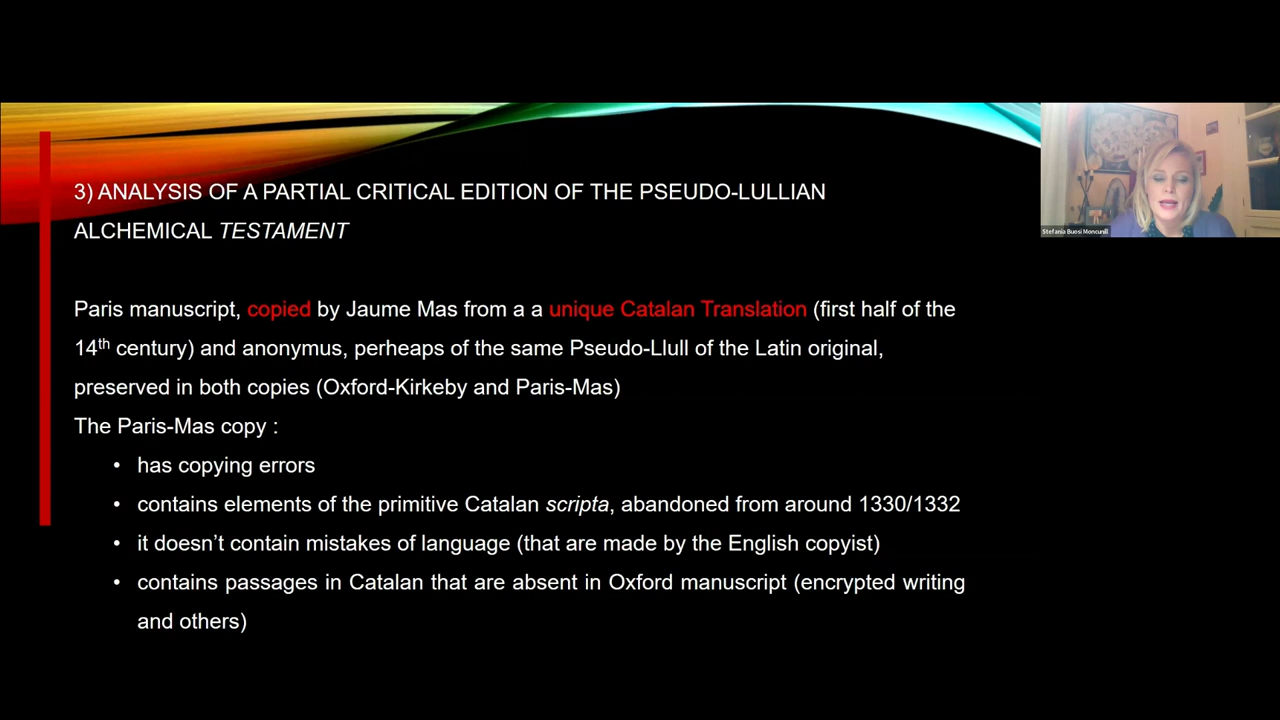 3) ANALYSIS OF A PARTIAL CRITICAL EDITION OF THE PSEUDO-LULLIAN
ALCHEMICAL TESTAMENT
Paris manuscript, copied by Jaume Mas from a a unique Catalan Translation (first half of the
14th century) and anonymus, perheaps of the same Pseudo-Llull of the Latin original,
preserved in both copies (Oxford-Kirkeby and Paris-Mas)
The Paris-Mas copy :
• has copying errors
• contains elements of the primitive Catalan scripta, abandoned from around 1330/1332
• it doesn’t contain mistakes of language (that are made by the English copyist)
• contains passages in Catalan that are absent in Oxford manuscript (encrypted writing
and others)
Stefania Buosi Moncunill